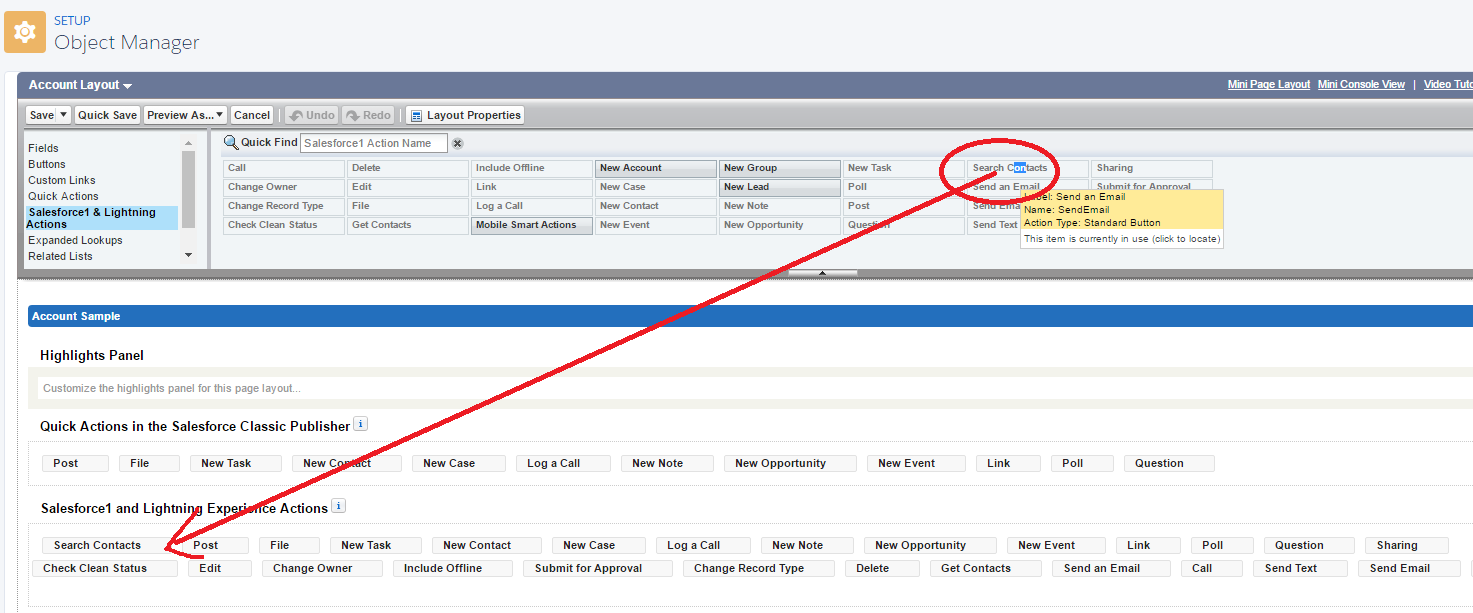 SETUP
Object Manager
Account Layout
Mini Page Layout Mini Console View | Video Tuto
Save Quick Save Preview As... Cancel Undo Redo Layout Properties
Fields
Buttons
Custom Links
Quick Actions
Salesforce1 & Lightning
Actions
Expanded Lookups
Related Lists
Quick Find Salesforce1 Action Name
Call Delete Include Offline New Account New Group New Task Search Contacts Sharing
Change Owner Edit Link New Case New Lead Poll Send an Email Submit for Approval
Change Record Type File Log a Call New Contact New Note Post Send Ema
Check Clean Status Get Contacts Mobile Smart Actions New Event New Opportunity Question Send Text
Label: Send an Email
Name: SendEmail
Action Type: Standard Button
This item is currently in use (click to locate)
Account Sample
Highlights Panel
Customize the highlights panel for this page layout...
Quick Actions in the Salesforce Classic Publisher i
Post File New Task New Contact New Case Log a Call New Note New Opportunity New Event Link Poll Question
Salesforce1 and Lightning Experience Actions i
Search Contacts Post File New Task New Contact New Case Log a Call New Note New Opportunity New Event Link Poll Question Sharing
Check Clean Status Edit Change Owner Include Offline Submit for Approval Change Record Type Delete Get Contacts Send an Email Call Send Text Send Email